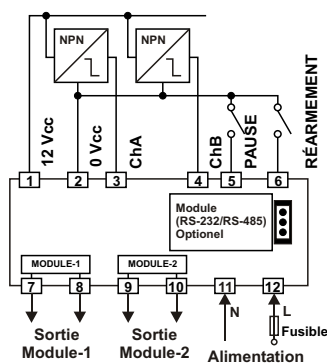 NPN NPN
12 Vcc
0 Vcc
ChA
ChB
PAUSE
RÉARMEMENT
1 2 3 4 5 6
Module
(RS-232/RS-485)
Optionel
MODULE-1 MODULE-2
7 8 9 10 11 12
N L
Fusible
Sortie
Module-1
Sortie
Module-2
Alimentation